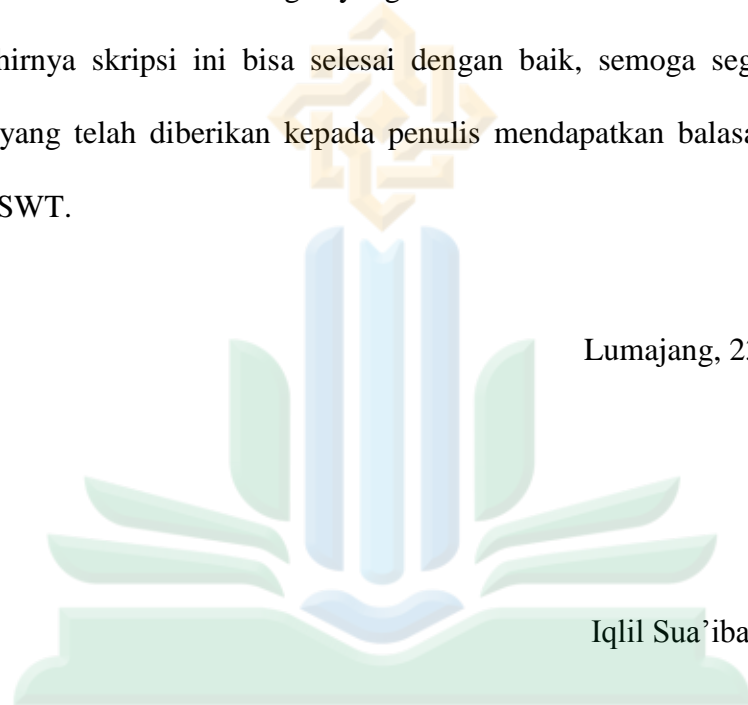 hirnya skripsi ini bisa selesai dengan baik, semoga seg
yang telah diberikan kepada penulis mendapatkan balasa
SWT.
Lumajang, 2
Iqlil Sua’iba